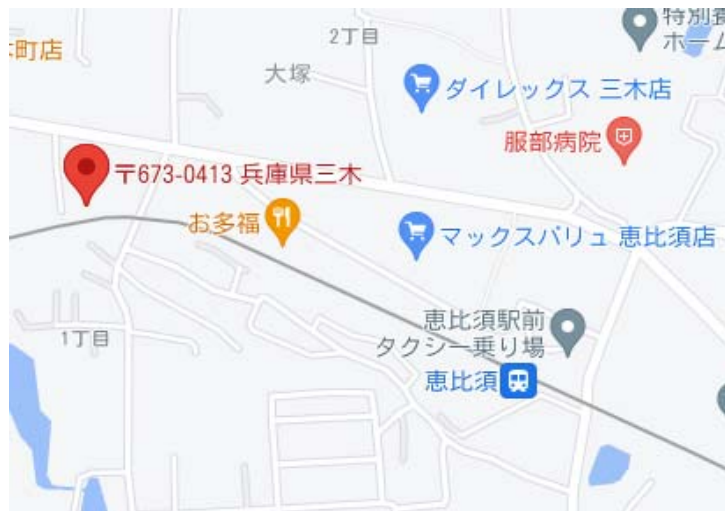 特別養
ホーム
2丁目
町店
大塚
ダイレックス 三木店
服部病院
〒673-0413 兵庫県三木
お多福
マックスバリュ 恵比須店
恵比須駅前
タクシー乗り場
1丁目
恵比須